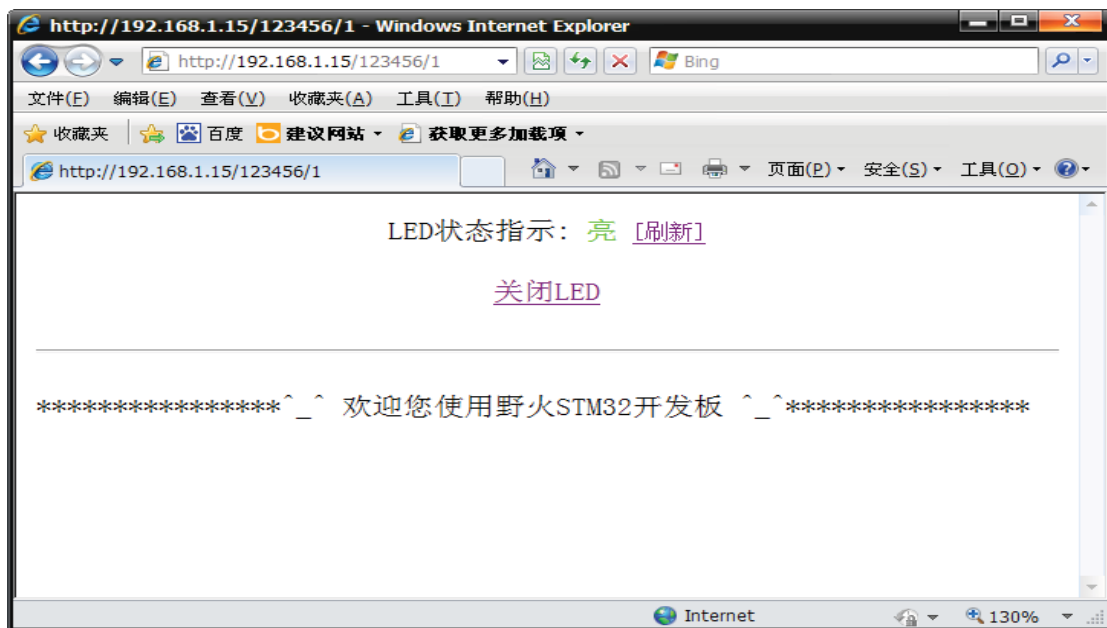 http://192.168.1.15/123456/1 - Windows Internet Explorer
http://192.168.1.15/123456/1 Bing
文件(F) 编辑(E) 查看(V) 收藏夹(A) 工具(T) 帮助(H)
收藏夹 百度 建议网站 获取更多加载项
http://192.168.1.15/123456/1 页面(P) 安全(S) 工具(O)
LED状态指示: 亮 [刷新]
关闭LED
****************^_^ 欢迎您使用野火STM32开发板 ^_^****************
Internet 130%